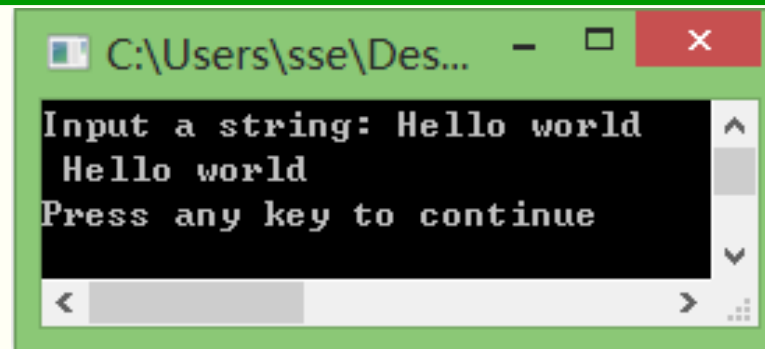 C:\Users\sse\Des...
Input a string: Hello world
 Hello world
Press any key to continue